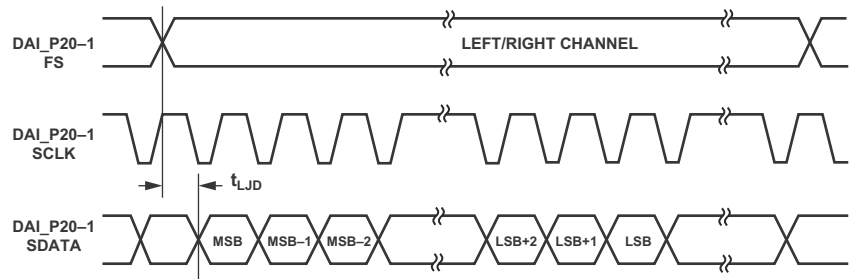 DAI_P20–1
FS
LEFT/RIGHT CHANNEL
DAI_P20–1
SCLK
tLJD
DAI_P20–1
SDATA
MSB
MSB–1
MSB–2
LSB+2
LSB+1
LSB